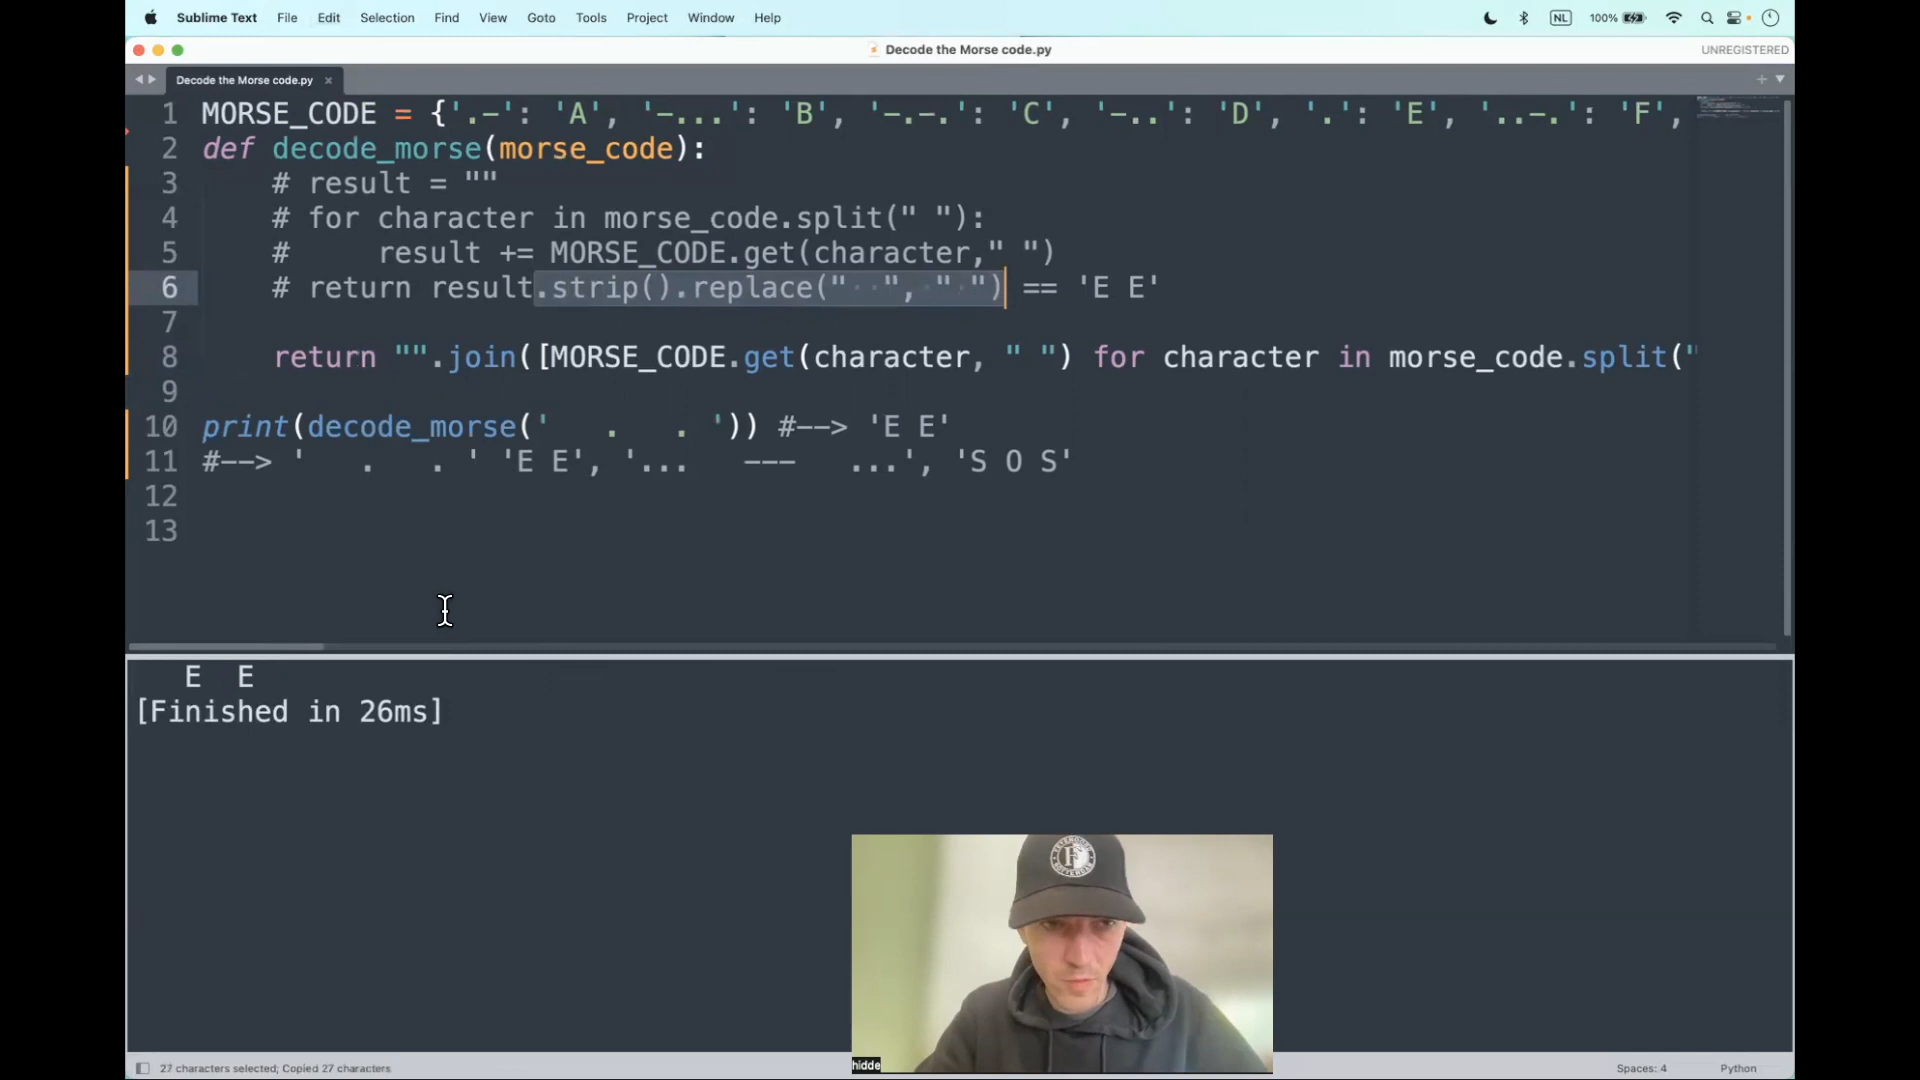 Sublime Text File Edit Selection Find View Goto Tools Project Window Help NL 100%
Decode the Morse code.py UNREGISTERED
Decode the Morse code.py ×
1 MORSE_CODE = {'.-': 'A', '-...': 'B', '-.-.': 'C', '-..': 'D', '.': 'E', '..-.': 'F',
2 def decode_morse(morse_code):
3 # result = ""
4 # for character in morse_code.split(" "):
5 #     result += MORSE_CODE.get(character," ")
6 # return result.strip().replace("  ", " ") == 'E E'
7
8 return "".join([MORSE_CODE.get(character, " ") for character in morse_code.split("
9
10 print(decode_morse('   .   . ')) #--> 'E E'
11 #--> '   .   . ' 'E E', '...   ---   ...', 'S O S'
12
13
E  E
[Finished in 26ms]
hidde
27 characters selected; Copied 27 characters Spaces: 4 Python